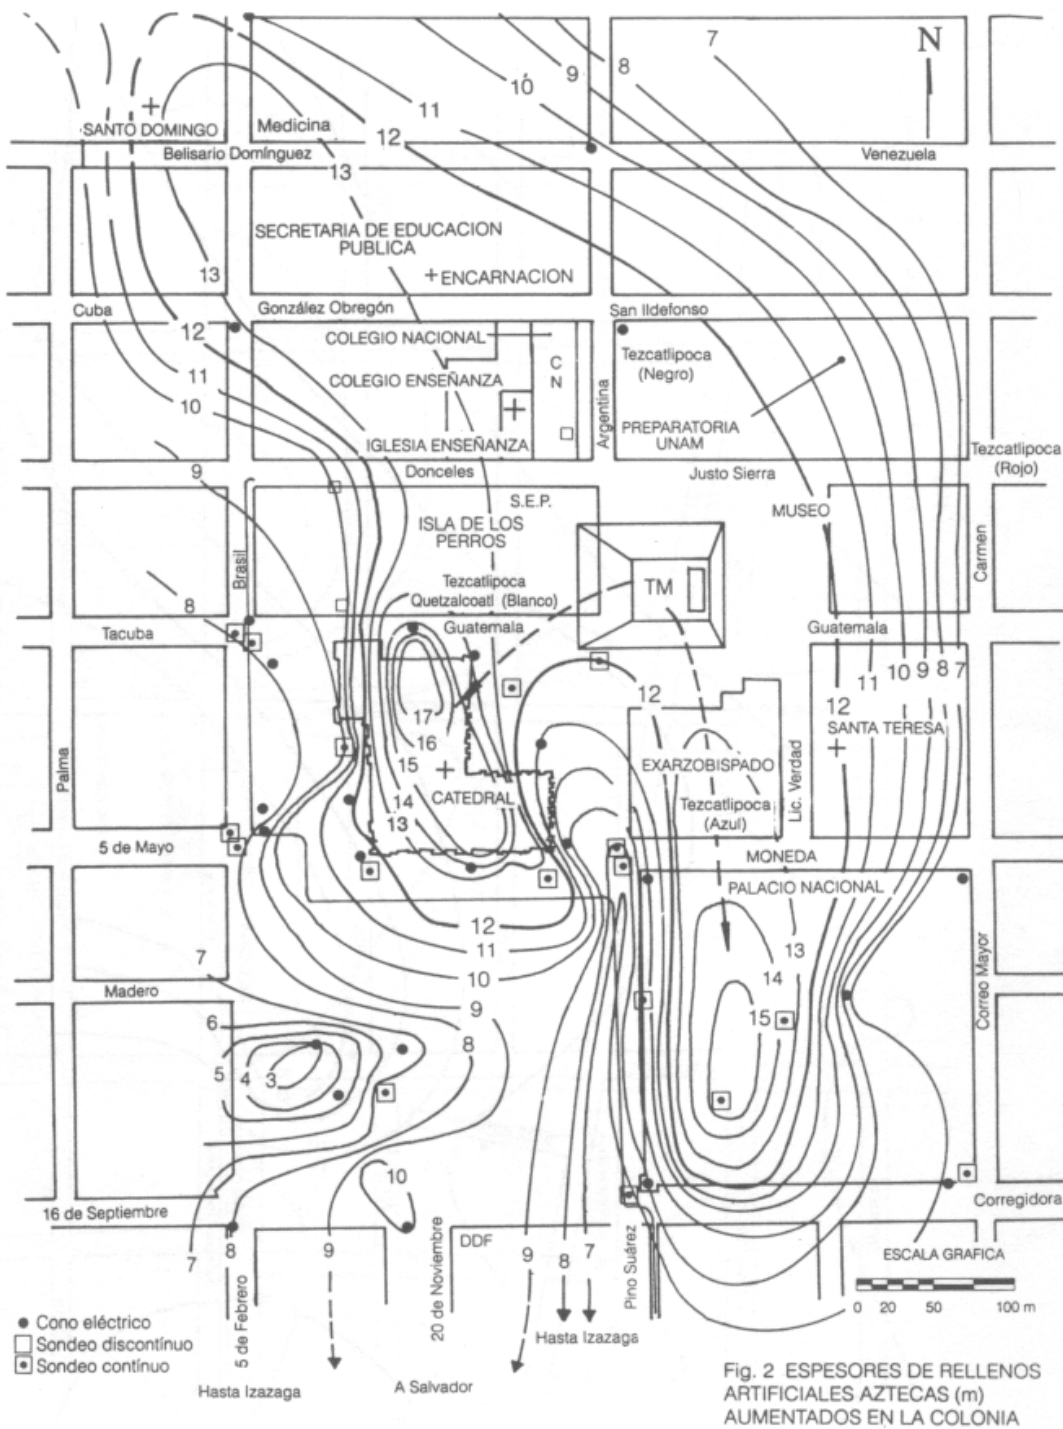 7
N
8
9
10
11
12
SANTO DOMINGO
Medicina
Belisario Domínguez
Venezuela
13
SECRETARIA DE EDUCACION
PUBLICA
ENCARNACION
13
Cuba
González Obregón
San Ildefonso
12
COLEGIO NACIONAL
C
N
Tezcatlipoca
(Negro)
11
COLEGIO ENSEÑANZA
Argentina
10
PREPARATORIA
UNAM
IGLESIA ENSEÑANZA
Tezcatlipoca
(Rojo)
9
Donceles
Justo Sierra
S.E.P.
MUSEO
ISLA DE LOS
PERROS
Brasil
Carmen
Tezcatlipoca
Quetzalcoatl (Blanco)
TM
8
Tacuba
Guatemala
Guatemala
12
12
11
10
9
8
7
17
16
15
14
13
SANTA TERESA
Palma
EXARZOBISPADO
Lic. Verdad
CATEDRAL
Tezcatlipoca
(Azul)
5 de Mayo
MONEDA
PALACIO NACIONAL
12
11
10
9
8
13
14
15
7
Madero
Correo Mayor
6
5
4
3
10
16 de Septiembre
Corregidora
7
8
9
DDF
9
8
7
5 de Febrero
20 de Noviembre
Pino Suárez
ESCALA GRAFICA
0 20 50 100 m
Cono eléctrico
Sondeo discontínuo
Sondeo contínuo
Hasta Izazaga
A Salvador
Hasta Izazaga
Fig. 2 ESPESORES DE RELLENOS
ARTIFICIALES AZTECAS (m)
AUMENTADOS EN LA COLONIA